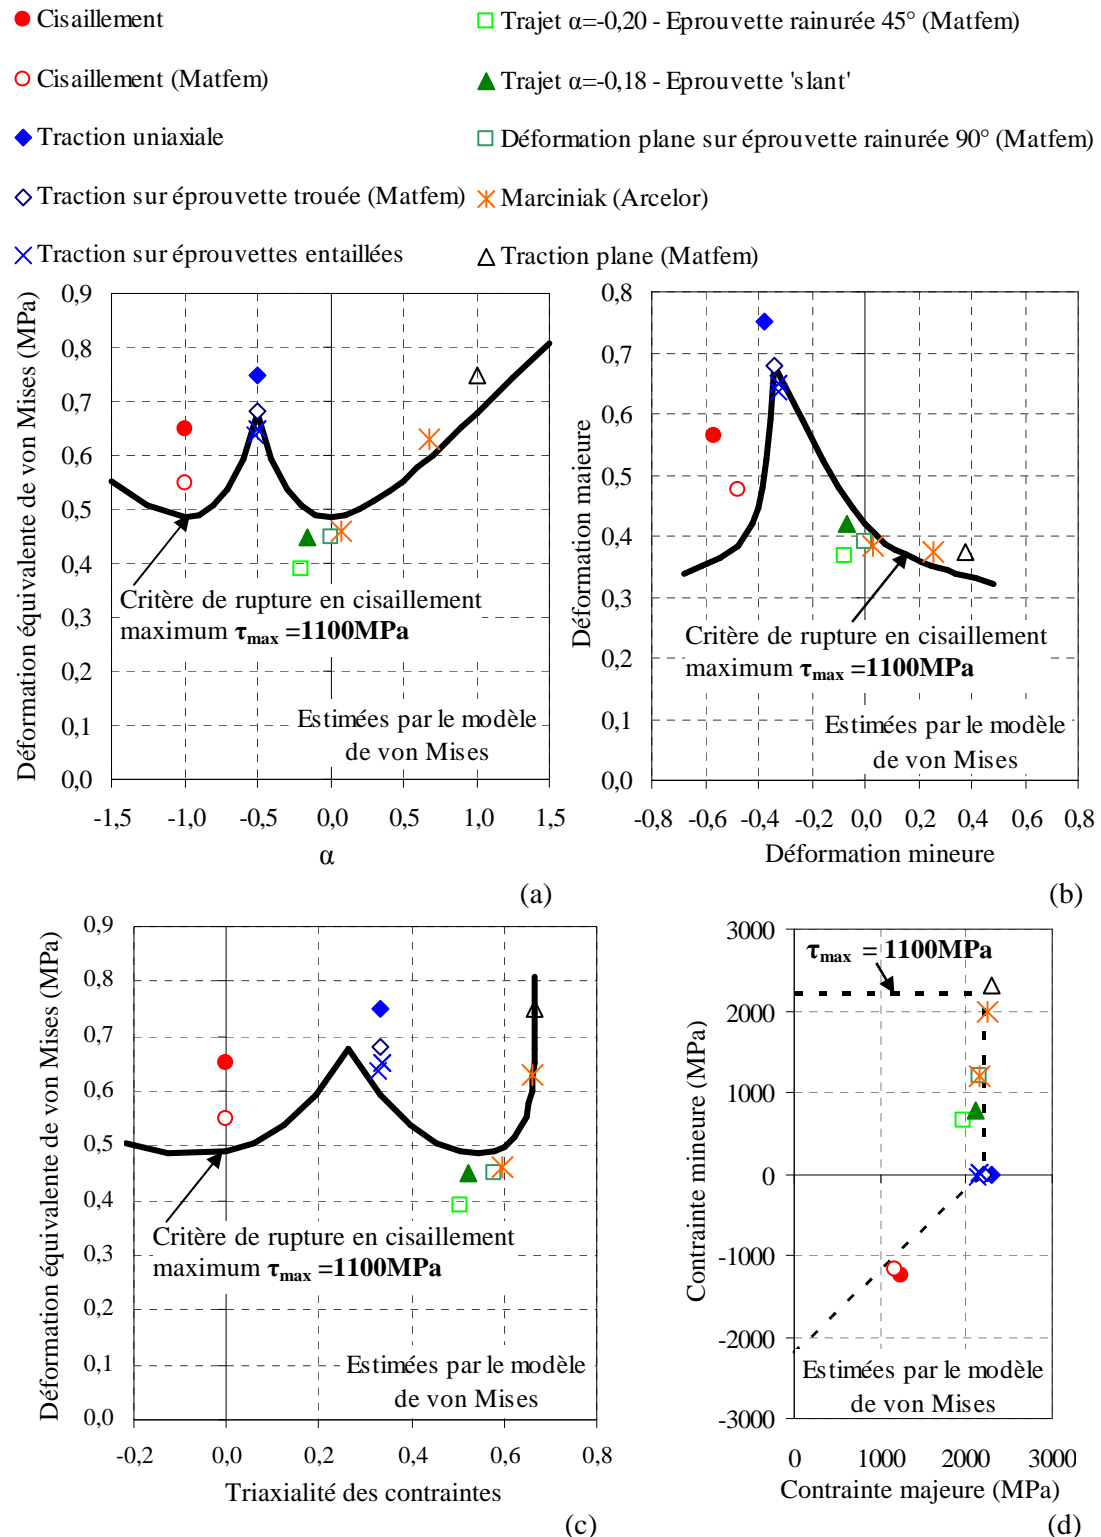 Cisaillement
Trajet α=-0,20 - Eprouvette rainurée 45° (Matfem)
Cisaillement (Matfem)
Trajet α=-0,18 - Eprouvette 'slant'
Traction uniaxiale
Déformation plane sur éprouvette rainurée 90° (Matfem)
Traction sur éprouvette trouée (Matfem)
Marciniak (Arcelor)
Traction sur éprouvettes entaillées
Traction plane (Matfem)
Déformation équivalente de von Mises (MPa)
0,9
0,8
0,7
0,6
0,5
0,4
0,3
0,2
0,1
0,0
Critère de rupture en cisaillement
maximum τmax =1100MPa
Estimées par le modèle
de von Mises
-1,5
-1,0
-0,5
0,0
0,5
1,0
1,5
α
(a)
Déformation majeure
0,8
0,7
0,6
0,5
0,4
0,3
0,2
0,1
0,0
Critère de rupture en cisaillement
maximum τmax =1100MPa
Estimées par le modèle
de von Mises
-0,8
-0,6
-0,4
-0,2
0,0
0,2
0,4
0,6
0,8
Déformation mineure
(b)
Déformation équivalente de von Mises (MPa)
0,9
0,8
0,7
0,6
0,5
0,4
0,3
0,2
0,1
0,0
Critère de rupture en cisaillement
maximum τmax =1100MPa
Estimées par le modèle
de von Mises
-0,2
0,0
0,2
0,4
0,6
0,8
Triaxialité des contraintes
(c)
Contrainte mineure (MPa)
3000
2000
1000
0
-1000
-2000
-3000
τmax = 1100MPa
Estimées par le modèle
de von Mises
0
1000
2000
3000
Contrainte majeure (MPa)
(d)